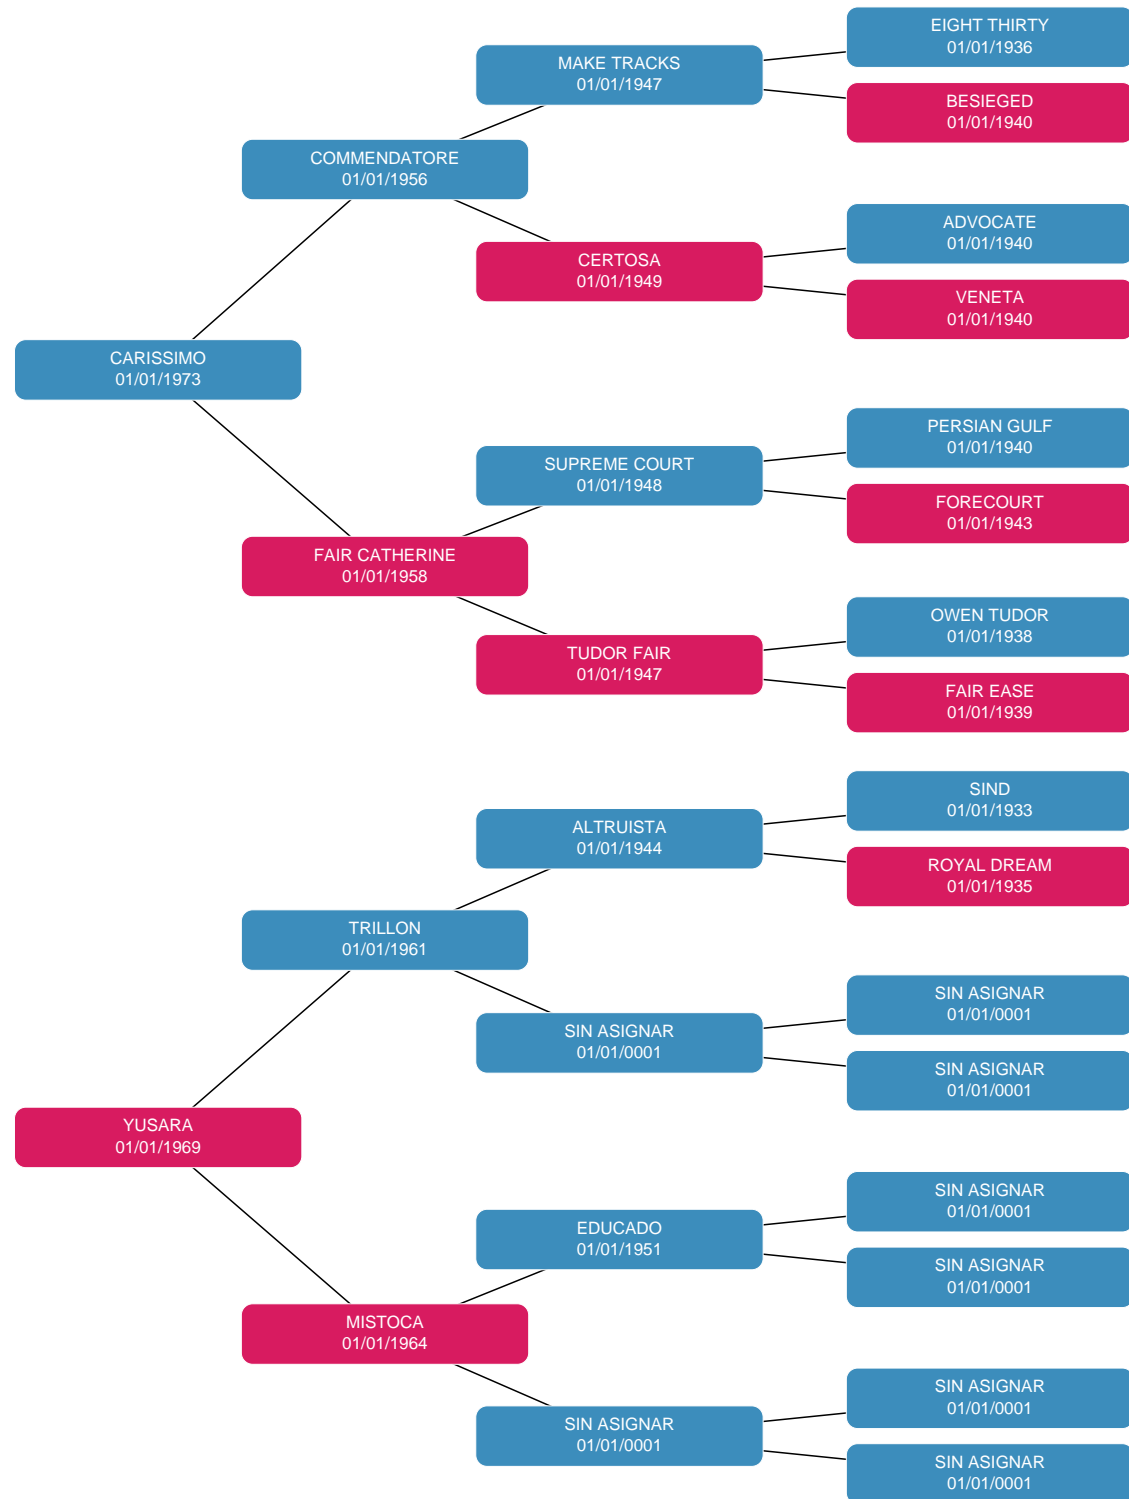 EIGHT THIRTY
01/01/1936
MAKE TRACKS
01/01/1947
BESIEGED
01/01/1940
COMMENDATORE
01/01/1956
ADVOCATE
01/01/1940
CERTOSA
01/01/1949
VENETA
01/01/1940
CARISSIMO
01/01/1973
PERSIAN GULF
01/01/1940
SUPREME COURT
01/01/1948
FORECOURT
01/01/1943
FAIR CATHERINE
01/01/1958
OWEN TUDOR
01/01/1938
TUDOR FAIR
01/01/1947
FAIR EASE
01/01/1939
SIND
01/01/1933
ALTRUISTA
01/01/1944
ROYAL DREAM
01/01/1935
TRILLON
01/01/1961
SIN ASIGNAR
01/01/0001
SIN ASIGNAR
01/01/0001
SIN ASIGNAR
01/01/0001
YUSARA
01/01/1969
SIN ASIGNAR
01/01/0001
EDUCADO
01/01/1951
SIN ASIGNAR
01/01/0001
MISTOCA
01/01/1964
SIN ASIGNAR
01/01/0001
SIN ASIGNAR
01/01/0001
SIN ASIGNAR
01/01/0001